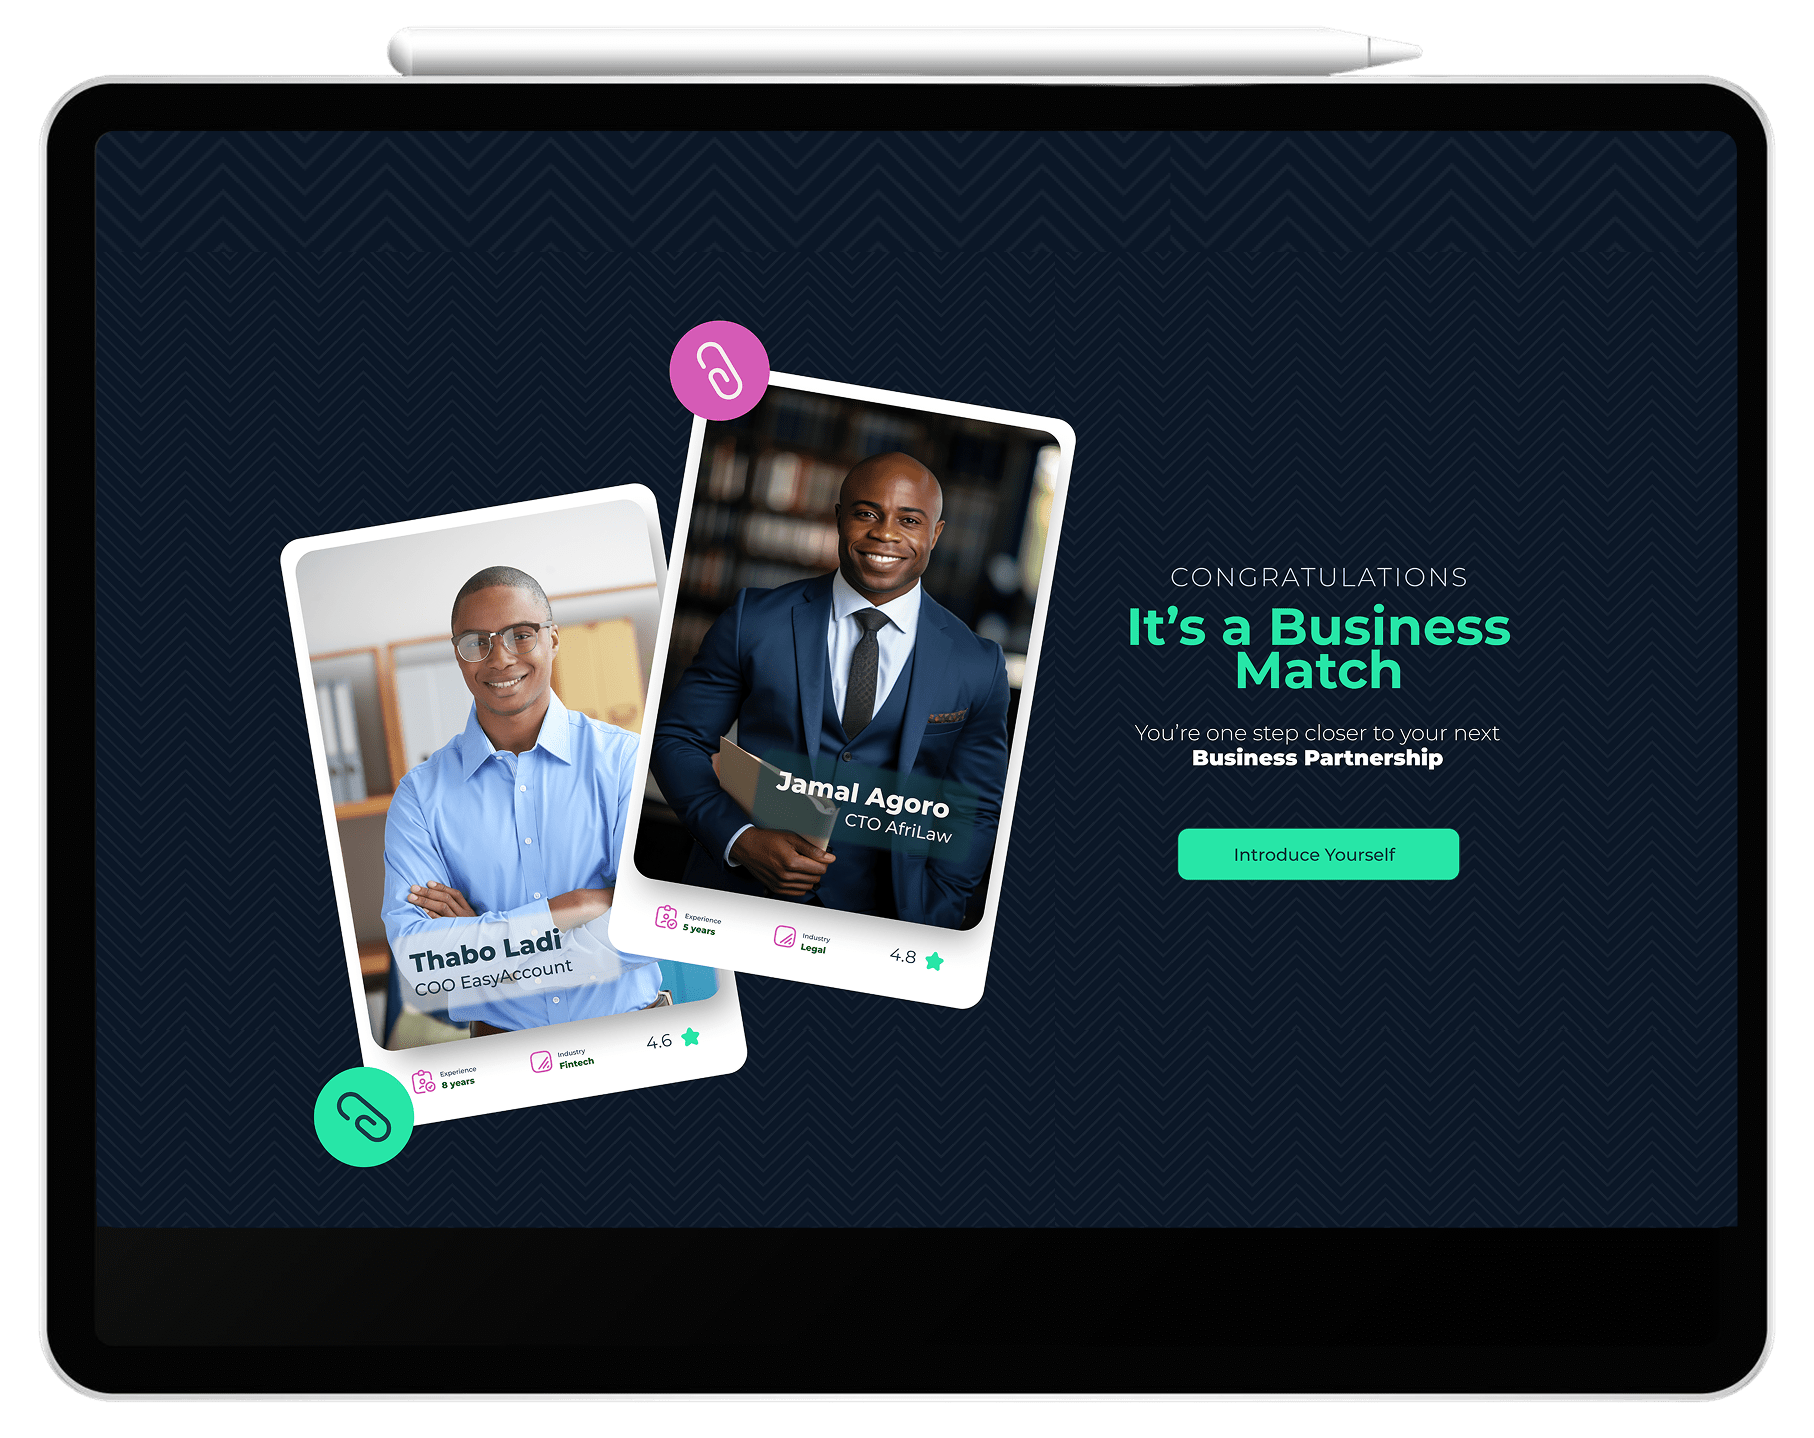 Jamal Agoro
CTO AfriLaw
Experience
5 years
Industry
Legal
4.8
Thabo Ladi
COO EasyAccount
Experience
8 years
Industry
Fintech
4.6
CONGRATULATIONS
It's a Business
Match
You're one step closer to your next
Business Partnership
Introduce Yourself